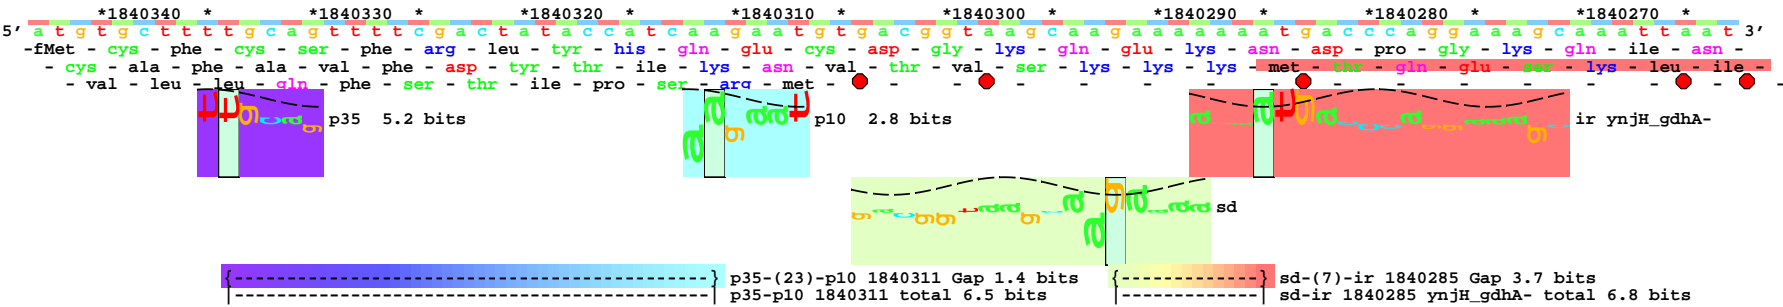 *1840340 * *1840330 * *1840320 * *1840310 * *1840300 * *1840290 * *1840280 * *1840270 *
5' a t g t g c t t t t g c a g t t t t c g a c t a t a c c a t c a a g a a t g t g a c g g t a a g c a a g a a a a a a a t g a c c c a g g a a a g c a a a t t a a t 3'
-fMet - cys - phe - cys - ser - phe - arg - leu - tyr - his - gln - glu - cys - asp - gly - lys - gln - glu - lys - asn - asp - pro - gly - lys - gln - ile - asn -
- cys - ala - phe - ala - val - phe - asp - tyr - thr - ile - lys - asn - val - thr - val - ser - lys - lys - lys - met - thr - gln - glu - ser - lys - leu - ile -
- val - leu - leu - gln - phe - ser - thr - ile - pro - ser - arg - met - - - - - - - - - - - - - - -
t t g c a g p35 5.2 bits
a a g a a t p10 2.8 bits
ir ynjH_gdhA-
sd
{-----------------------} p35-(23)-p10 1840311 Gap 1.4 bits
{-------} sd-(7)-ir 1840285 Gap 3.7 bits
|-----------------------| p35-p10 1840311 total 6.5 bits
|-------| sd-ir 1840285 ynjH_gdhA- total 6.8 bits